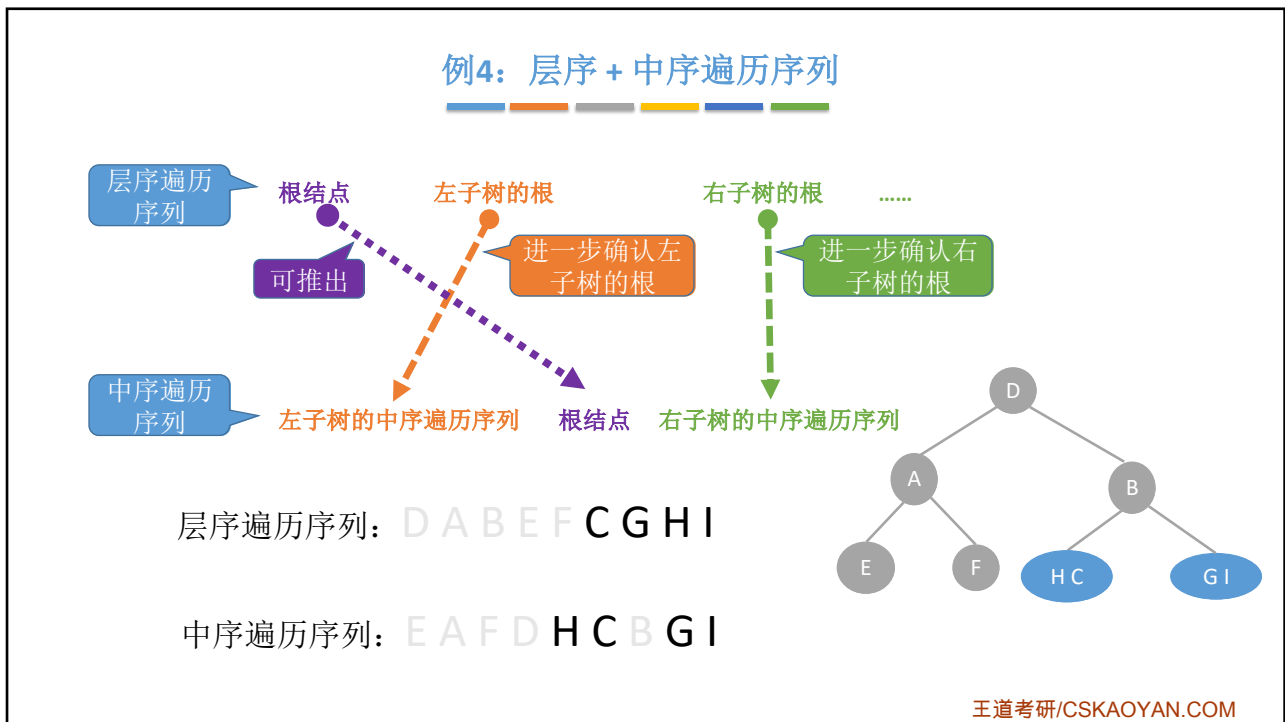 例4：层序 + 中序遍历序列
层序遍历
序列
根结点
左子树的根
右子树的根
……
可推出
进一步确认左
子树的根
进一步确认右
子树的根
中序遍历
序列
左子树的中序遍历序列
根结点
右子树的中序遍历序列
D
A
B
E
F
H C
G I
层序遍历序列：D A B E F C G H I
中序遍历序列：E A F D H C B G I
王道考研/CSKAOYAN.COM